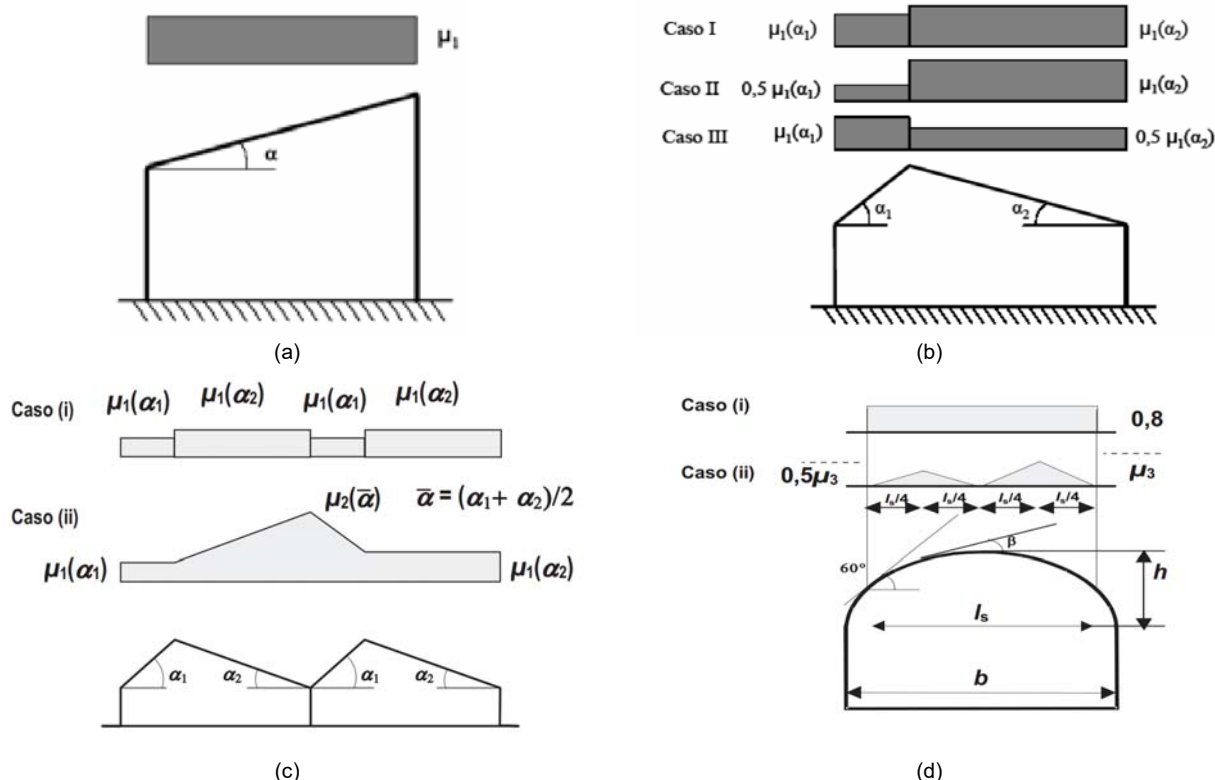 μ₁
α
(a)
Caso I μ₁(α₁) μ₁(α₂)
Caso II 0,5 μ₁(α₁) μ₁(α₂)
Caso III μ₁(α₁) 0,5 μ₁(α₂)
α₁ α₂
(b)
Caso (i) μ₁(α₁) μ₁(α₂) μ₁(α₁) μ₁(α₂)
μ₂(ᾱ) ᾱ = (α₁+ α₂)/2
Caso (ii)
μ₁(α₁) μ₁(α₂)
α₁ α₂ α₁ α₂
(c)
Caso (i) 0,8
Caso (ii) 0,5μ₃ μ₃
lₛ/4 lₛ/4 lₛ/4 lₛ/4
β
60°
h
lₛ
b
(d)